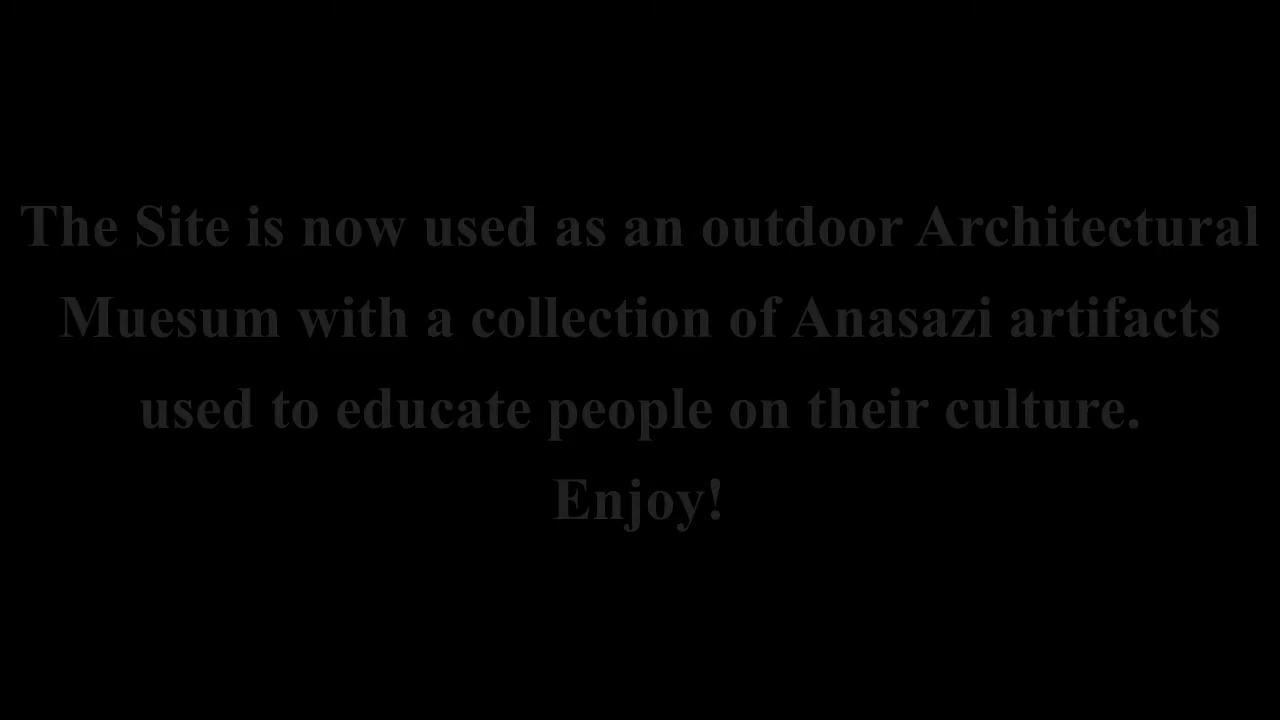 The Site is now used as an outdoor Architectural
Muesum with a collection of Anasazi artifacts
used to educate people on their culture.
Enjoy!